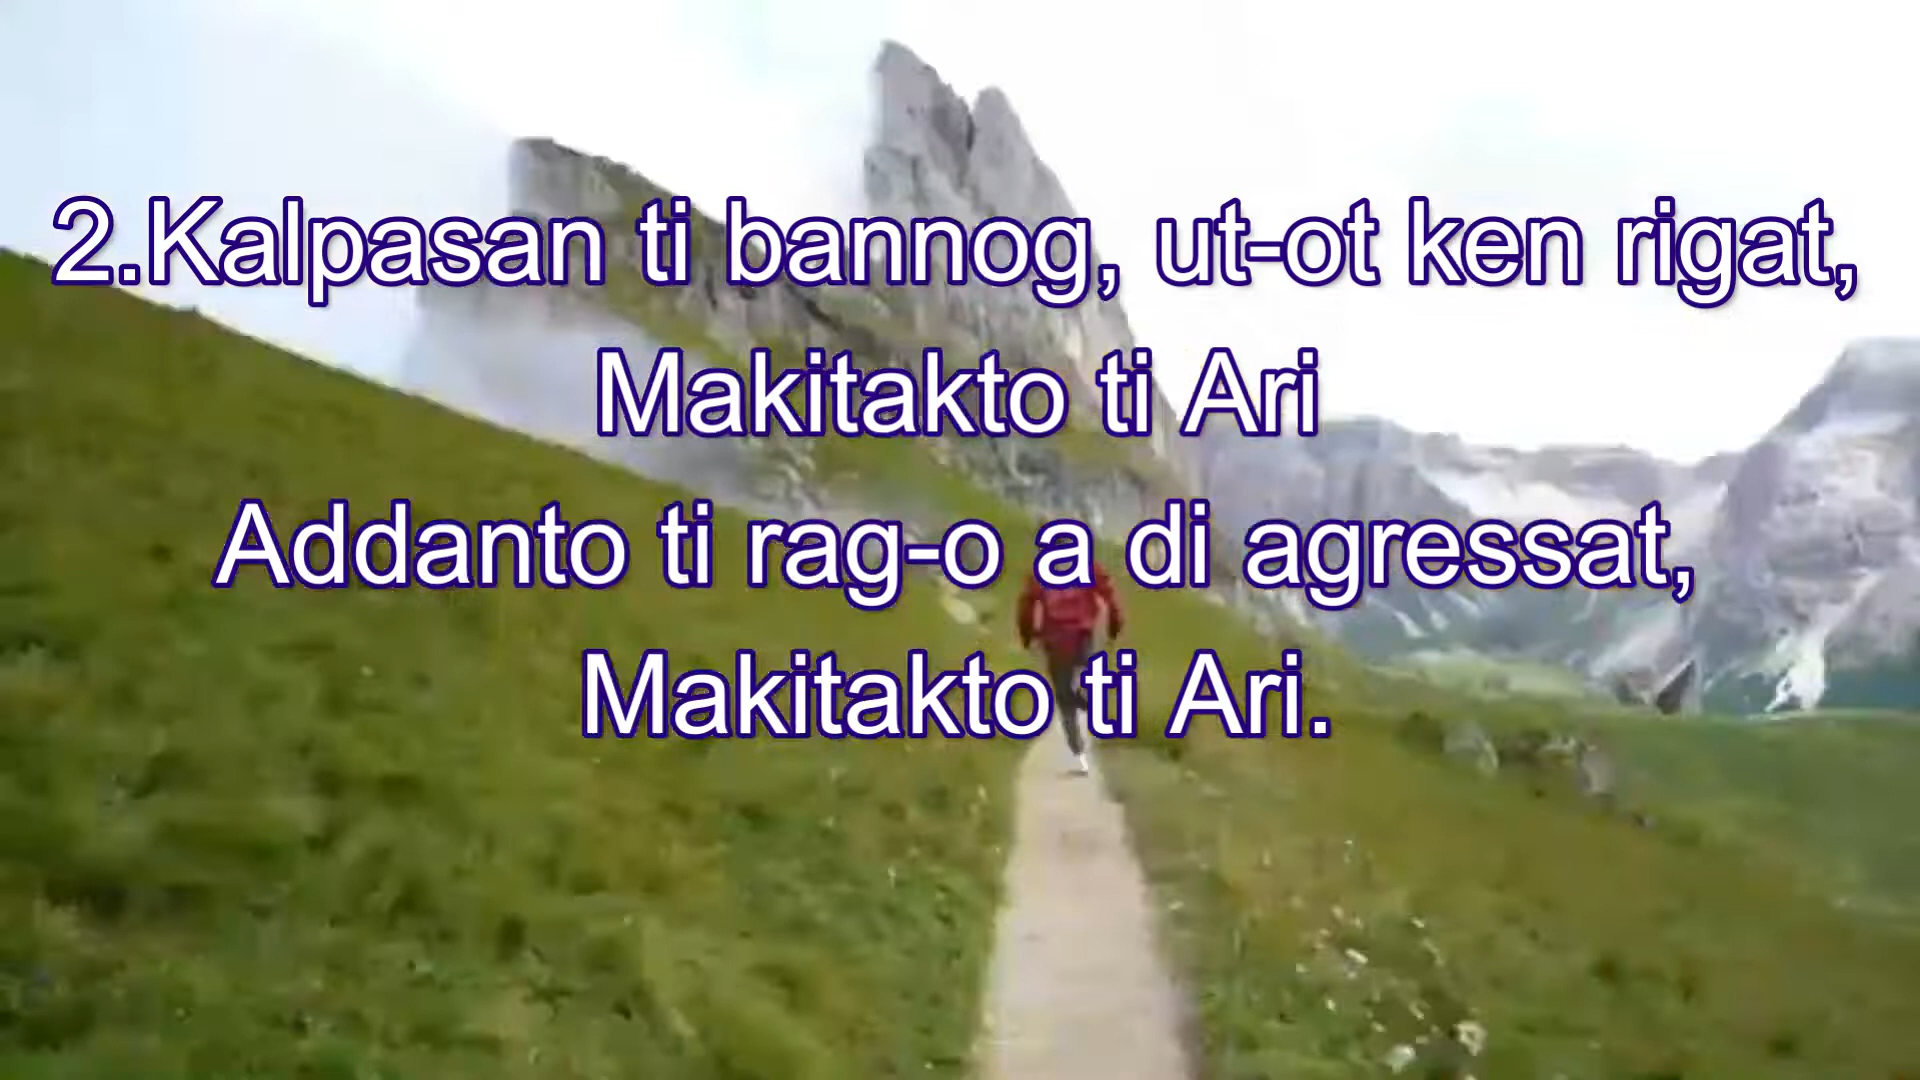 2.Kalpasan ti bannog, ut-ot ken rigat,
Makitakto ti Ari
Addanto ti rag-o a di agressat,
Makitakto ti Ari.